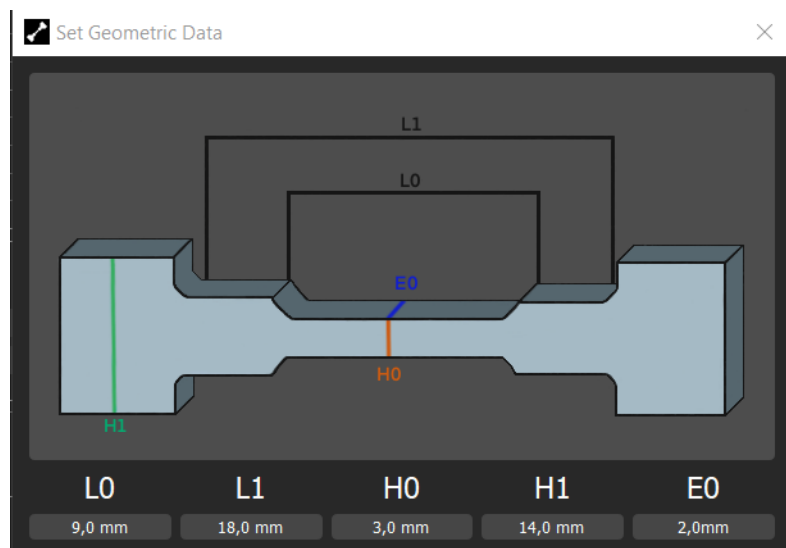 Set Geometric Data
L1
L0
E0
H0
H1
L0 L1 H0 H1 E0
9,0 mm 18,0 mm 3,0 mm 14,0 mm 2,0mm